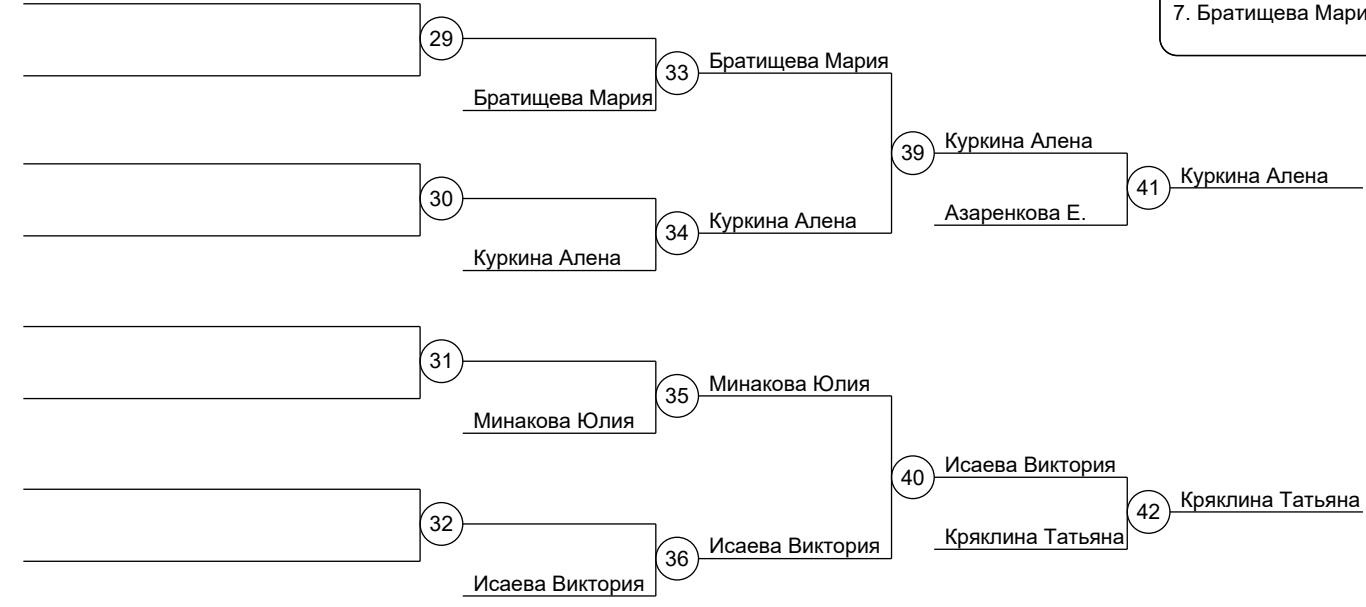 7. Братищева Мари
29
33
Братищева Мария
Братищева Мария
39
Куркина Алена
41
Куркина Алена
30
34
Куркина Алена
Азаренкова Е.
Куркина Алена
31
35
Минакова Юлия
Минакова Юлия
40
Исаева Виктория
42
Кряклина Татьяна
32
36
Исаева Виктория
Кряклина Татьяна
Исаева Виктория